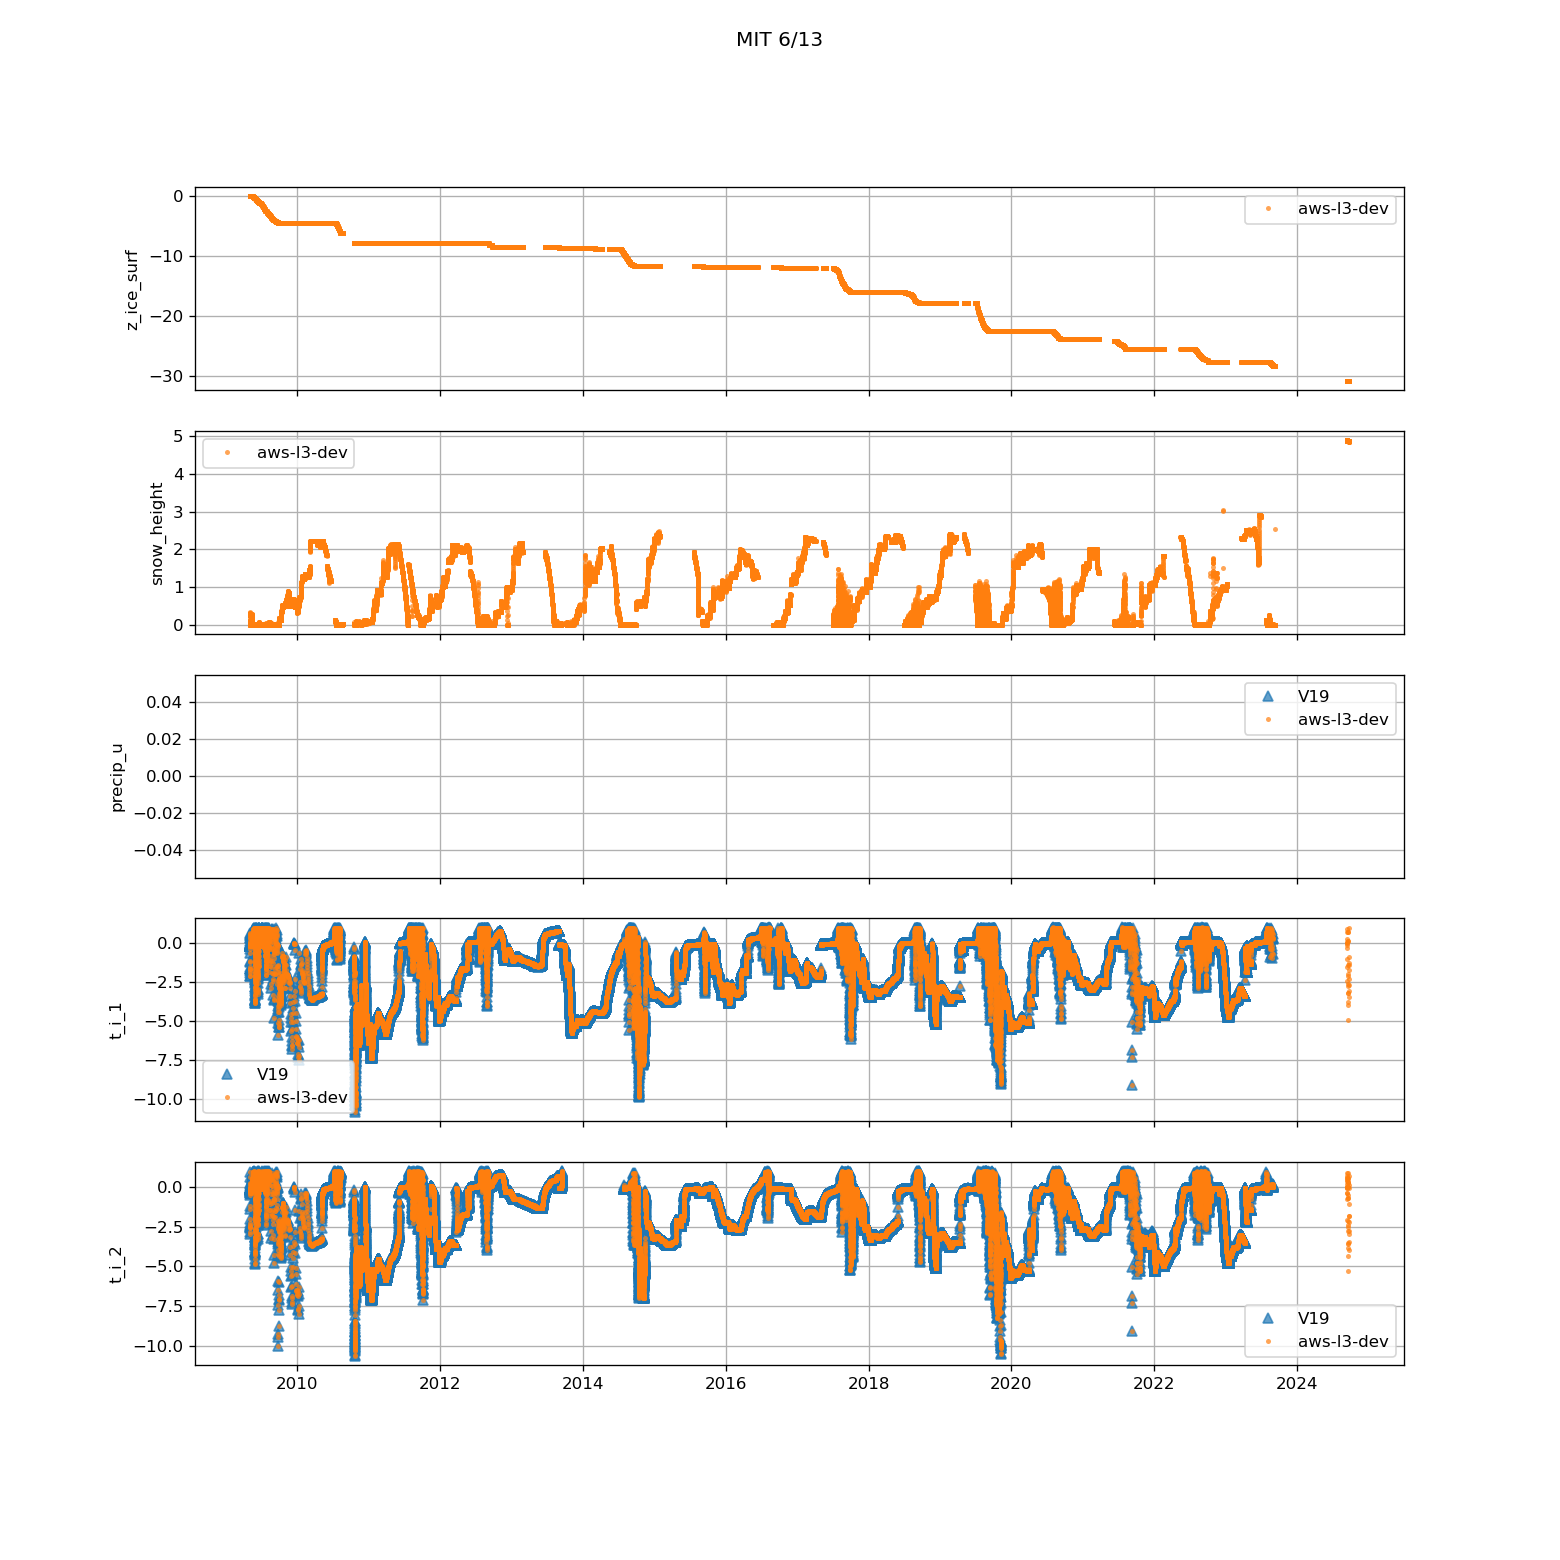 MIT 6/13
0
−10
−20
−30
z_ice_surf
aws-l3-dev
5
4
3
2
1
0
snow_height
aws-l3-dev
0.04
0.02
0.00
−0.02
−0.04
precip_u
V19
aws-l3-dev
0.0
−2.5
−5.0
−7.5
−10.0
t_i_1
V19
aws-l3-dev
0.0
−2.5
−5.0
−7.5
−10.0
t_i_2
V19
aws-l3-dev
2010 2012 2014 2016 2018 2020 2022 2024